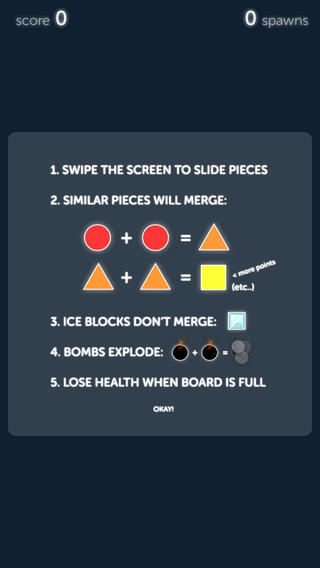 score 0
0 spawns
1. SWIPE THE SCREEN TO SLIDE PIECES
2. SIMILAR PIECES WILL MERGE:
+ =
+ = < more points
(etc..)
3. ICE BLOCKS DON'T MERGE:
4. BOMBS EXPLODE: + =
5. LOSE HEALTH WHEN BOARD IS FULL
OKAY!